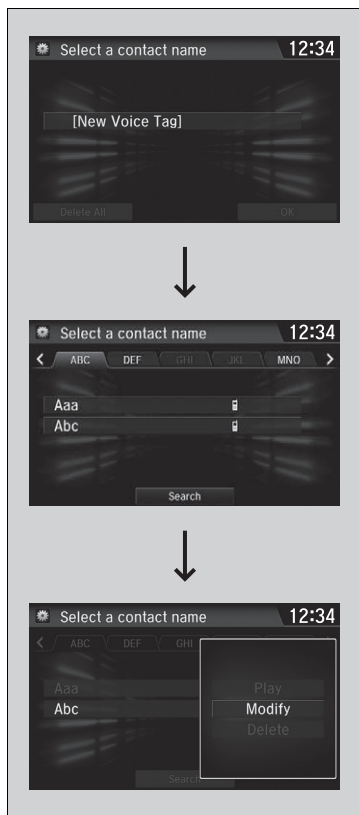 Select a contact name 12:34
[New Voice Tag]
Delete All OK
Select a contact name 12:34
ABC DEF GHI JKL MNO
Aaa
Abc
Search
Select a contact name 12:34
ABC DEF GHI
Aaa Play
Abc Modify
Delete
Search